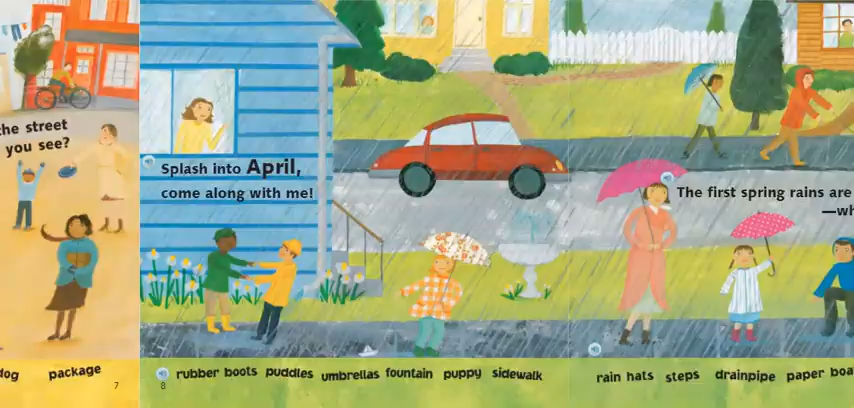 the street
you see?
dog
package
7
Splash into April,
come along with me!
8
rubber boots puddles umbrellas fountain puppy sidewalk
The first spring rains are
—wh
rain hats steps drainpipe paper boa